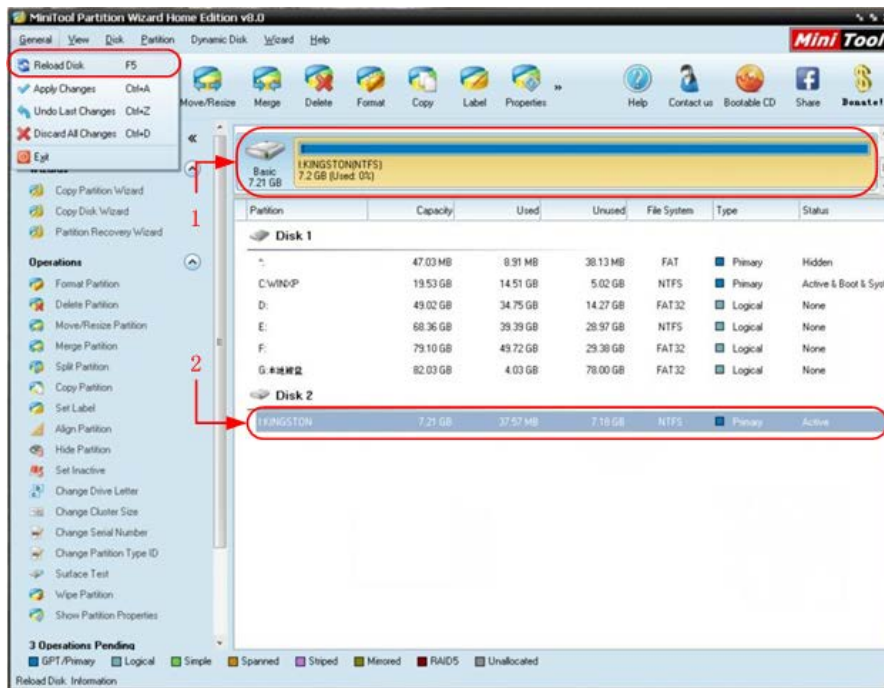 MiniTool Partition Wizard Home Edition v8.0
General View Disk Partition Dynamic Disk Wizard Help
Mini Tool
Reload Disk F5
Apply Changes Ctrl+A
Undo Last Changes Ctrl+Z
Discard All Changes Ctrl+D
Exit
Move/Resize Merge Delete Format Copy Label Properties » Help Contact us Bootable CD Share Donate!
«
1
Basic
7.21 GB
I:KINGSTON(NTFS)
7.2 GB (Used: 0%)
Wizards
Copy Partition Wizard
Copy Disk Wizard
Partition Recovery Wizard
Operations
Format Partition
Delete Partition
Move/Resize Partition
Merge Partition
Split Partition
Copy Partition
Set Label
Align Partition
Hide Partition
Set Inactive
Change Drive Letter
Change Cluster Size
Change Serial Number
Change Partition Type ID
Surface Test
Wipe Partition
Show Partition Properties
3 Operations Pending
2
Partition Capacity Used Unused File System Type Status
Disk 1
*: 47.03 MB 8.91 MB 38.13 MB FAT Primary Hidden
C:WINXP 19.53 GB 14.51 GB 5.02 GB NTFS Primary Active & Boot & Sys
D: 49.02 GB 34.75 GB 14.27 GB FAT32 Logical None
E: 68.36 GB 39.39 GB 28.97 GB NTFS Logical None
F: 79.10 GB 49.72 GB 29.38 GB FAT32 Logical None
G: 82.03 GB 4.03 GB 78.00 GB FAT32 Logical None
Disk 2
I:KINGSTON 7.21 GB 37.57 MB 7.18 GB NTFS Primary Active
GPT/Primary Logical Simple Spanned Striped Mirrored RAID5 Unallocated
Reload Disk Information